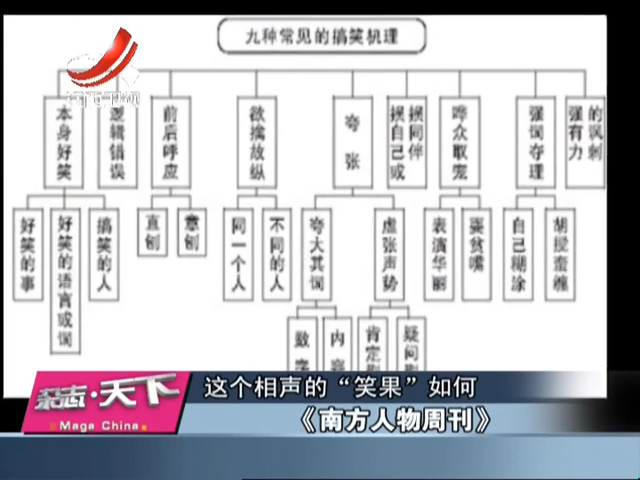 九种常见的搞笑机理
本身好笑
逻辑错误
前后呼应
欲擒故纵
夸张
损自己或
损同伴
哗众取宠
强词夺理
强有力
的讽刺
好笑的事
好笑的语言或词
搞笑的人
直刨
意刨
同一个人
不同的人
夸大其词
虚张声势
表演华丽
耍贫嘴
自己糊涂
胡搅蛮缠
数字
内容
肯定
疑问
杂志·天下
Maga China
这个相声的“笑果”如何
《南方人物周刊》